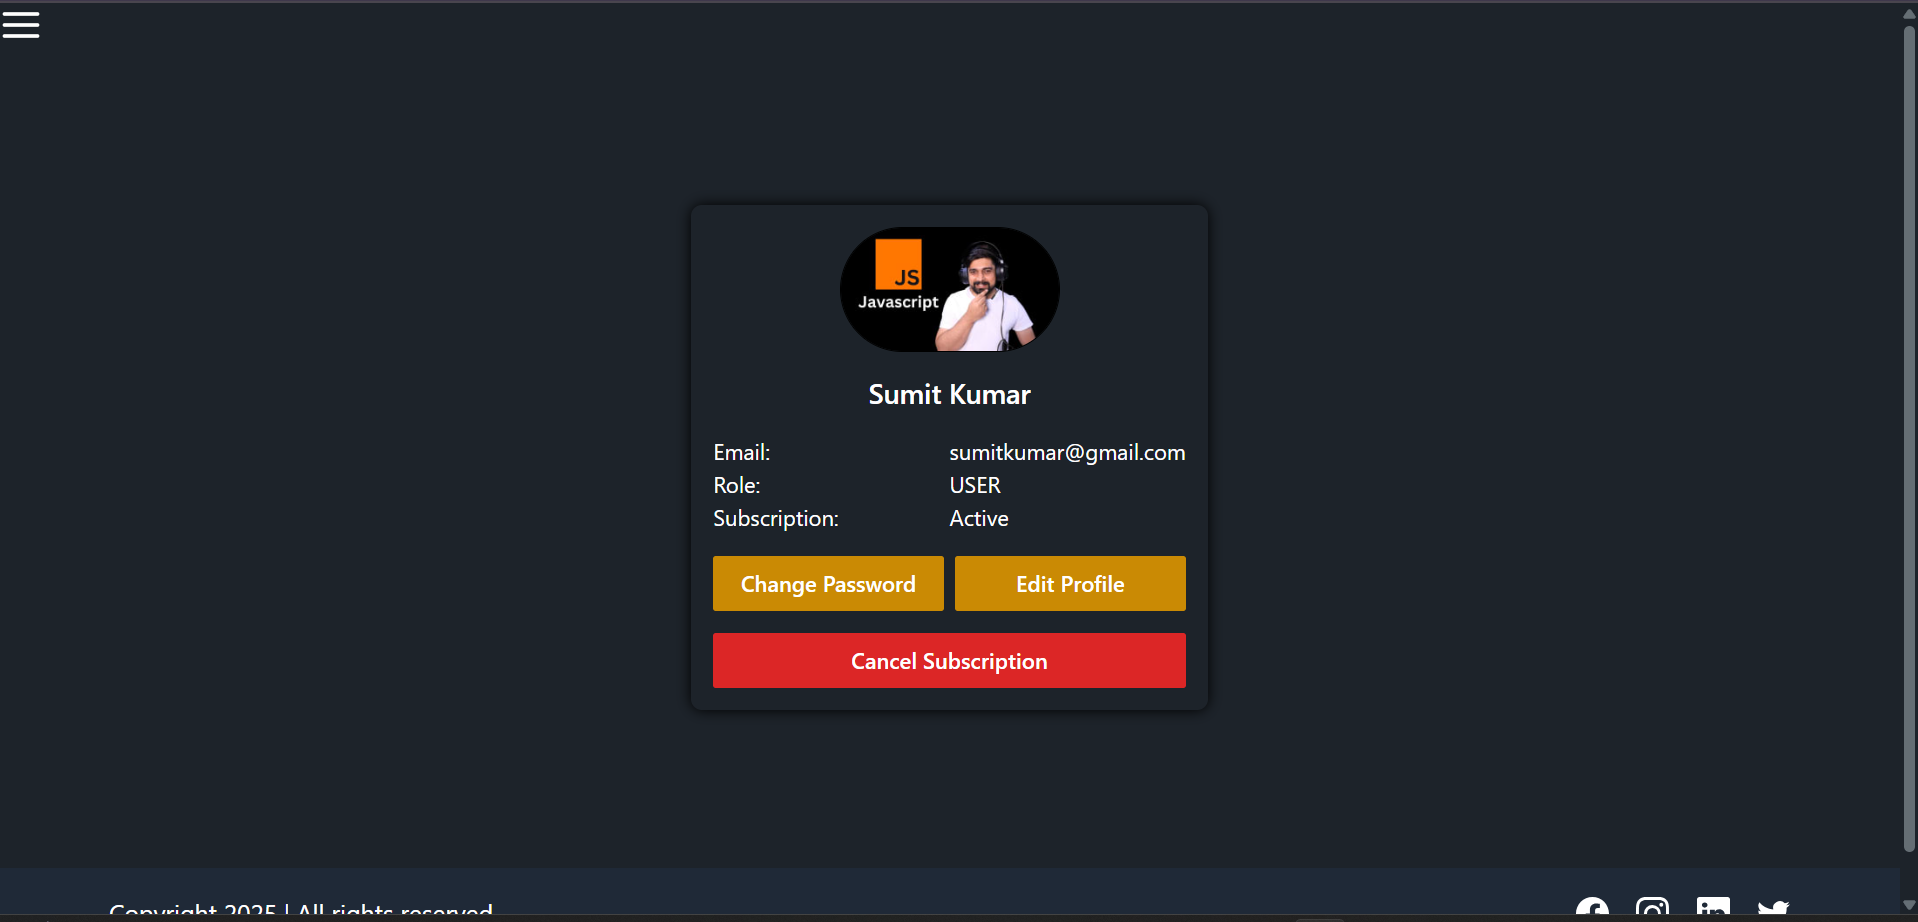 JS
Javascript
Sumit Kumar
Email: sumitkumar@gmail.com
Role: USER
Subscription: Active
Change Password Edit Profile
Cancel Subscription
Copyright 2025 | All rights reserved